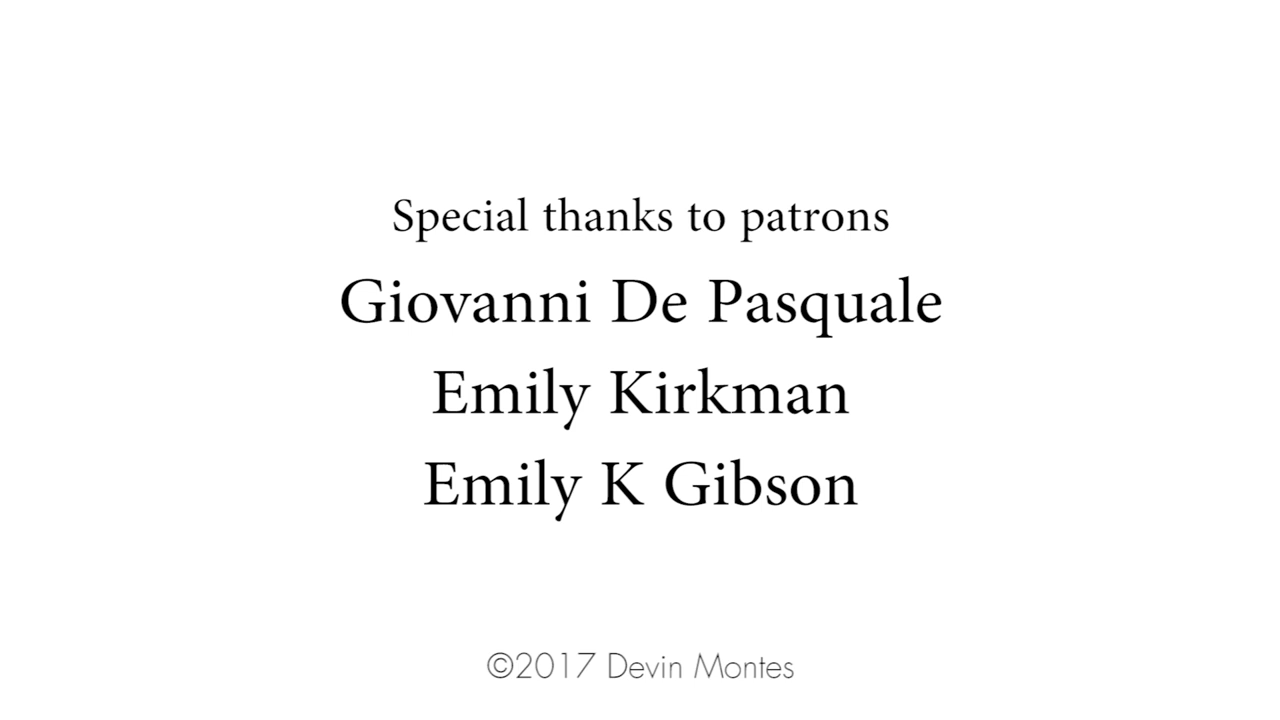 Special thanks to patrons
Giovanni De Pasquale
Emily Kirkman
Emily K Gibson
©2017 Devin Montes